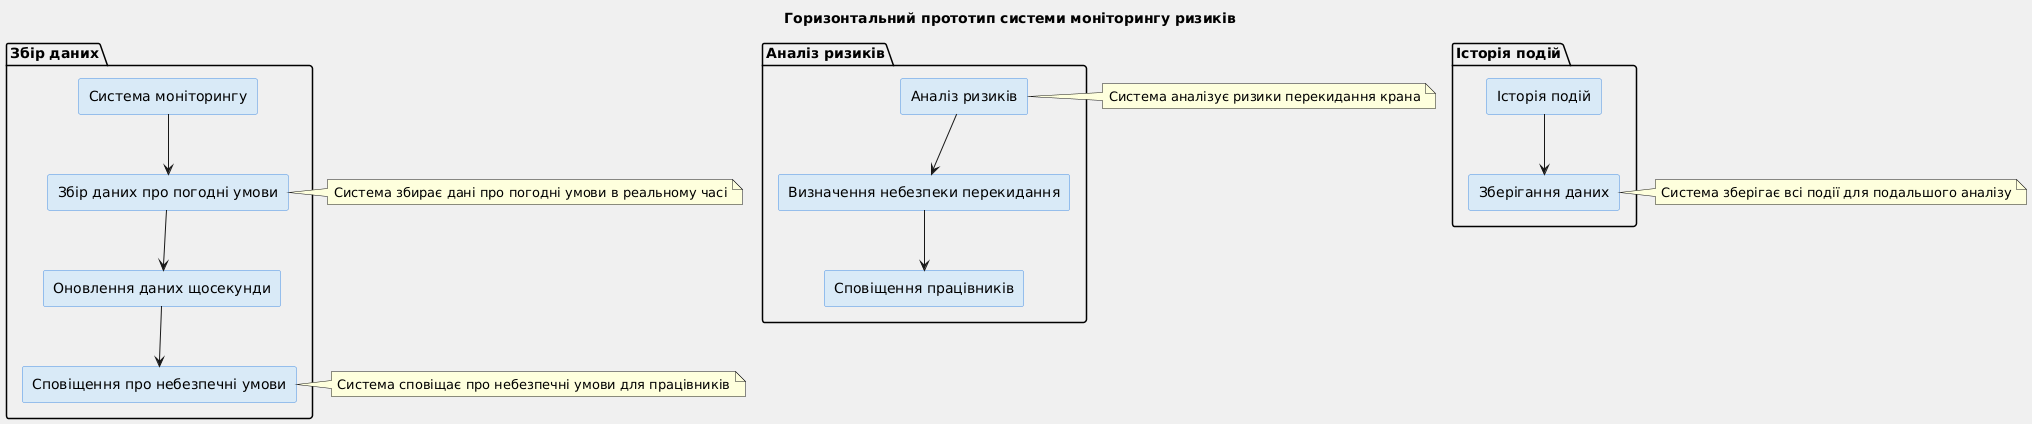 Горизонтальний прототип системи моніторингу ризиків
Збір даних
Система моніторингу
Збір даних про погодні умови
Система збирає дані про погодні умови в реальному часі
Оновлення даних щосекунди
Сповіщення про небезпечні умови
Система сповіщає про небезпечні умови для працівників
Аналіз ризиків
Аналіз ризиків
Система аналізує ризики перекидання крана
Визначення небезпеки перекидання
Сповіщення працівників
Історія подій
Історія подій
Зберігання даних
Система зберігає всі події для подальшого аналізу